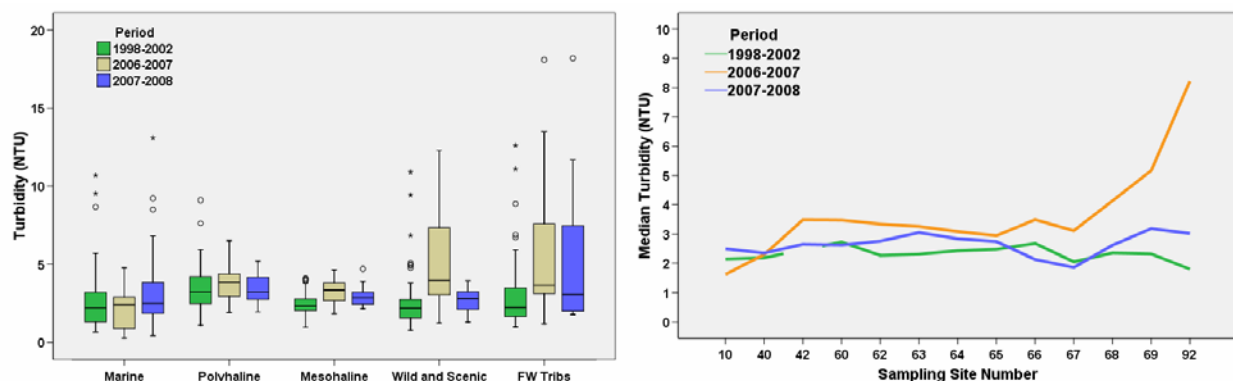 20
15
10
5
0
Turbidity (NTU)
Period
1998-2002
2006-2007
2007-2008
Marine
Polyhaline
Mesohaline
Wild and Scenic
FW Tribs
10
9
8
7
6
5
4
3
2
1
0
Median Turbidity (NTU)
Period
1998-2002
2006-2007
2007-2008
10 40 42 60 62 63 64 65 66 67 68 69 92
Sampling Site Number